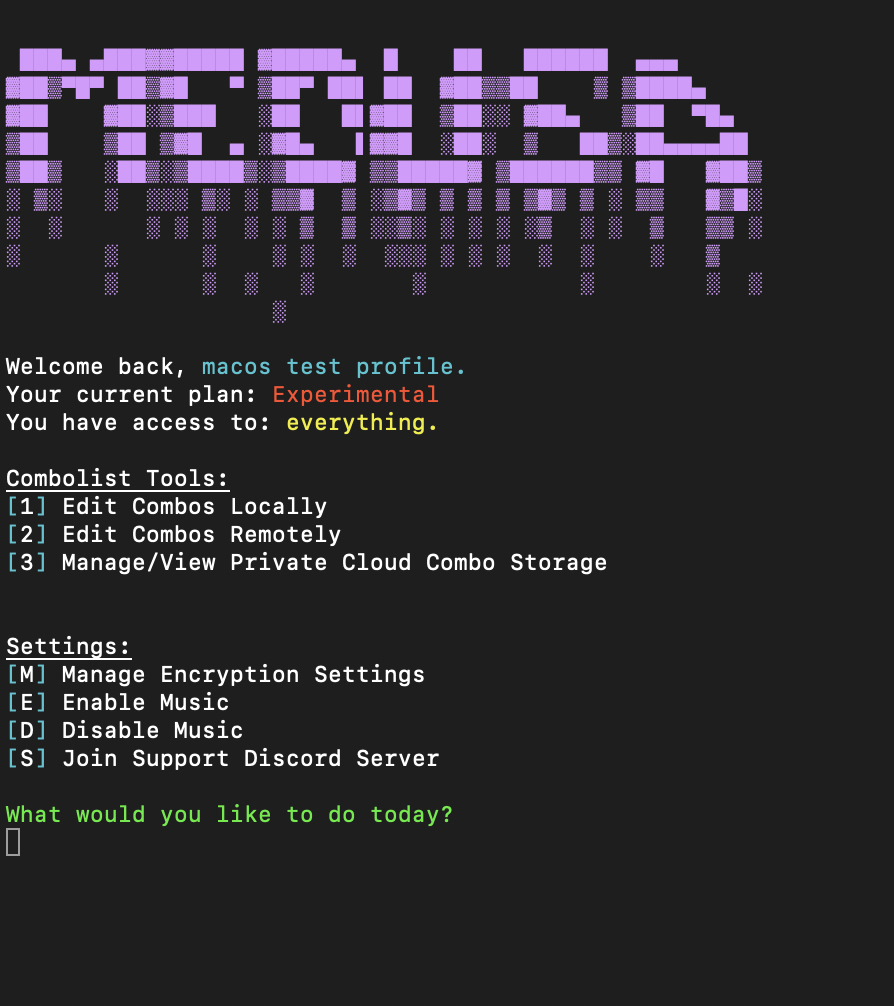 Welcome back, macos test profile.
Your current plan: Experimental
You have access to: everything.
Combolist Tools:
[1] Edit Combos Locally
[2] Edit Combos Remotely
[3] Manage/View Private Cloud Combo Storage
Settings:
[M] Manage Encryption Settings
[E] Enable Music
[D] Disable Music
[S] Join Support Discord Server
What would you like to do today?